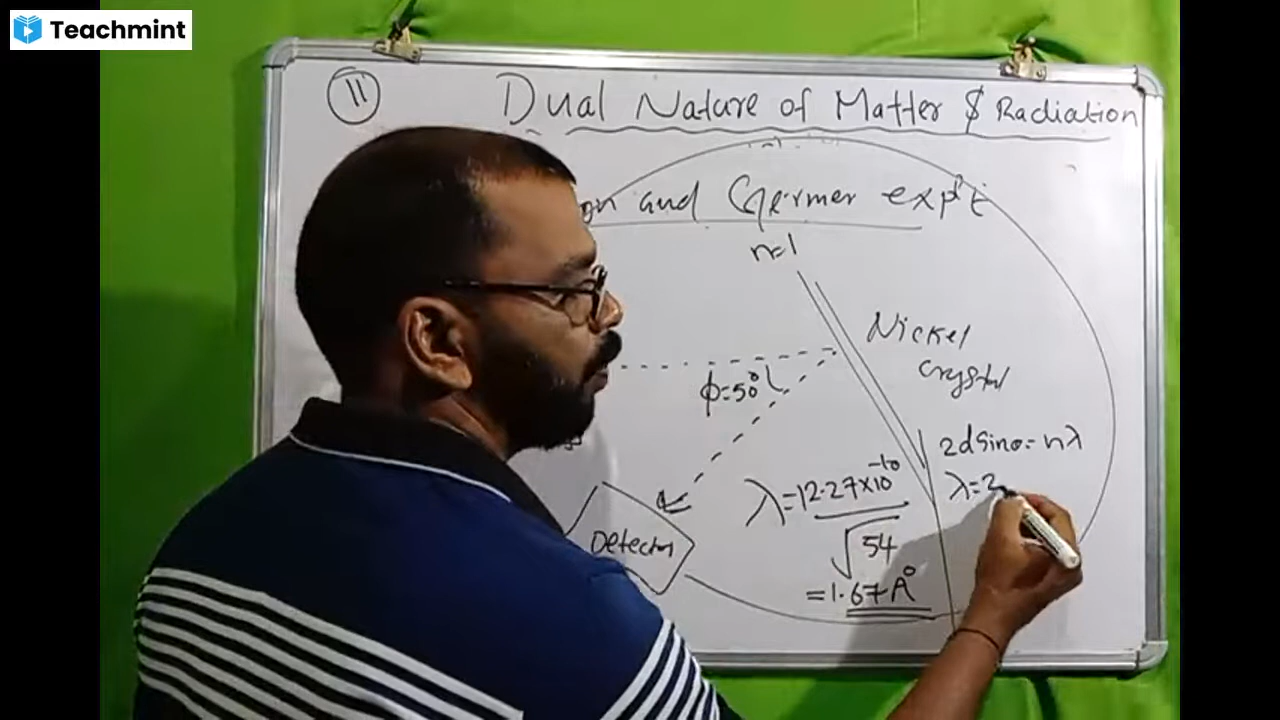 Teachmint
11
Dual Nature of Matter & Radiation
and Germer expt
n=1
Nickel
crystal
ϕ=50°
2dsinθ=nλ
λ=12.27×10⁻¹⁰
√54
=1.67A°
λ=2
Detector